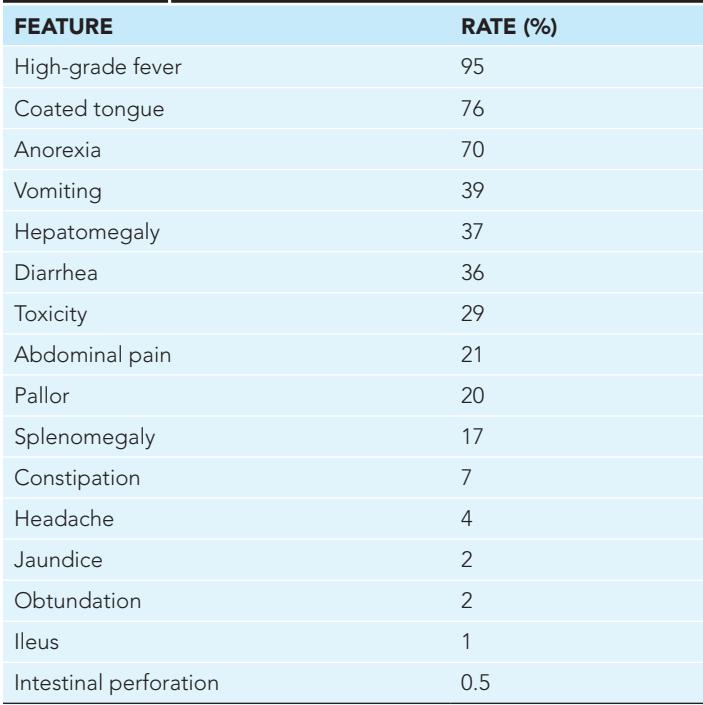 FEATURE RATE (%)
High-grade fever 95
Coated tongue 76
Anorexia 70
Vomiting 39
Hepatomegaly 37
Diarrhea 36
Toxicity 29
Abdominal pain 21
Pallor 20
Splenomegaly 17
Constipation 7
Headache 4
Jaundice 2
Obtundation 2
Ileus 1
Intestinal perforation 0.5